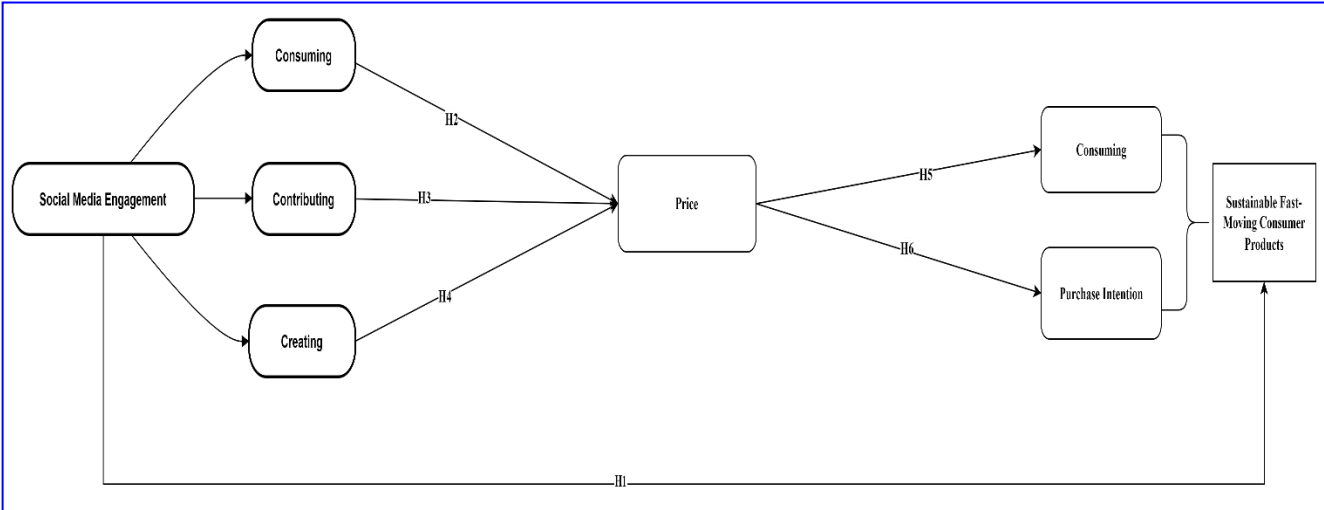 Consuming
H2
Social Media Engagement
Contributing
H3
Creating
H4
Price
H5
H6
Consuming
Purchase Intention
Sustainable Fast-
Moving Consumer
Products
H1